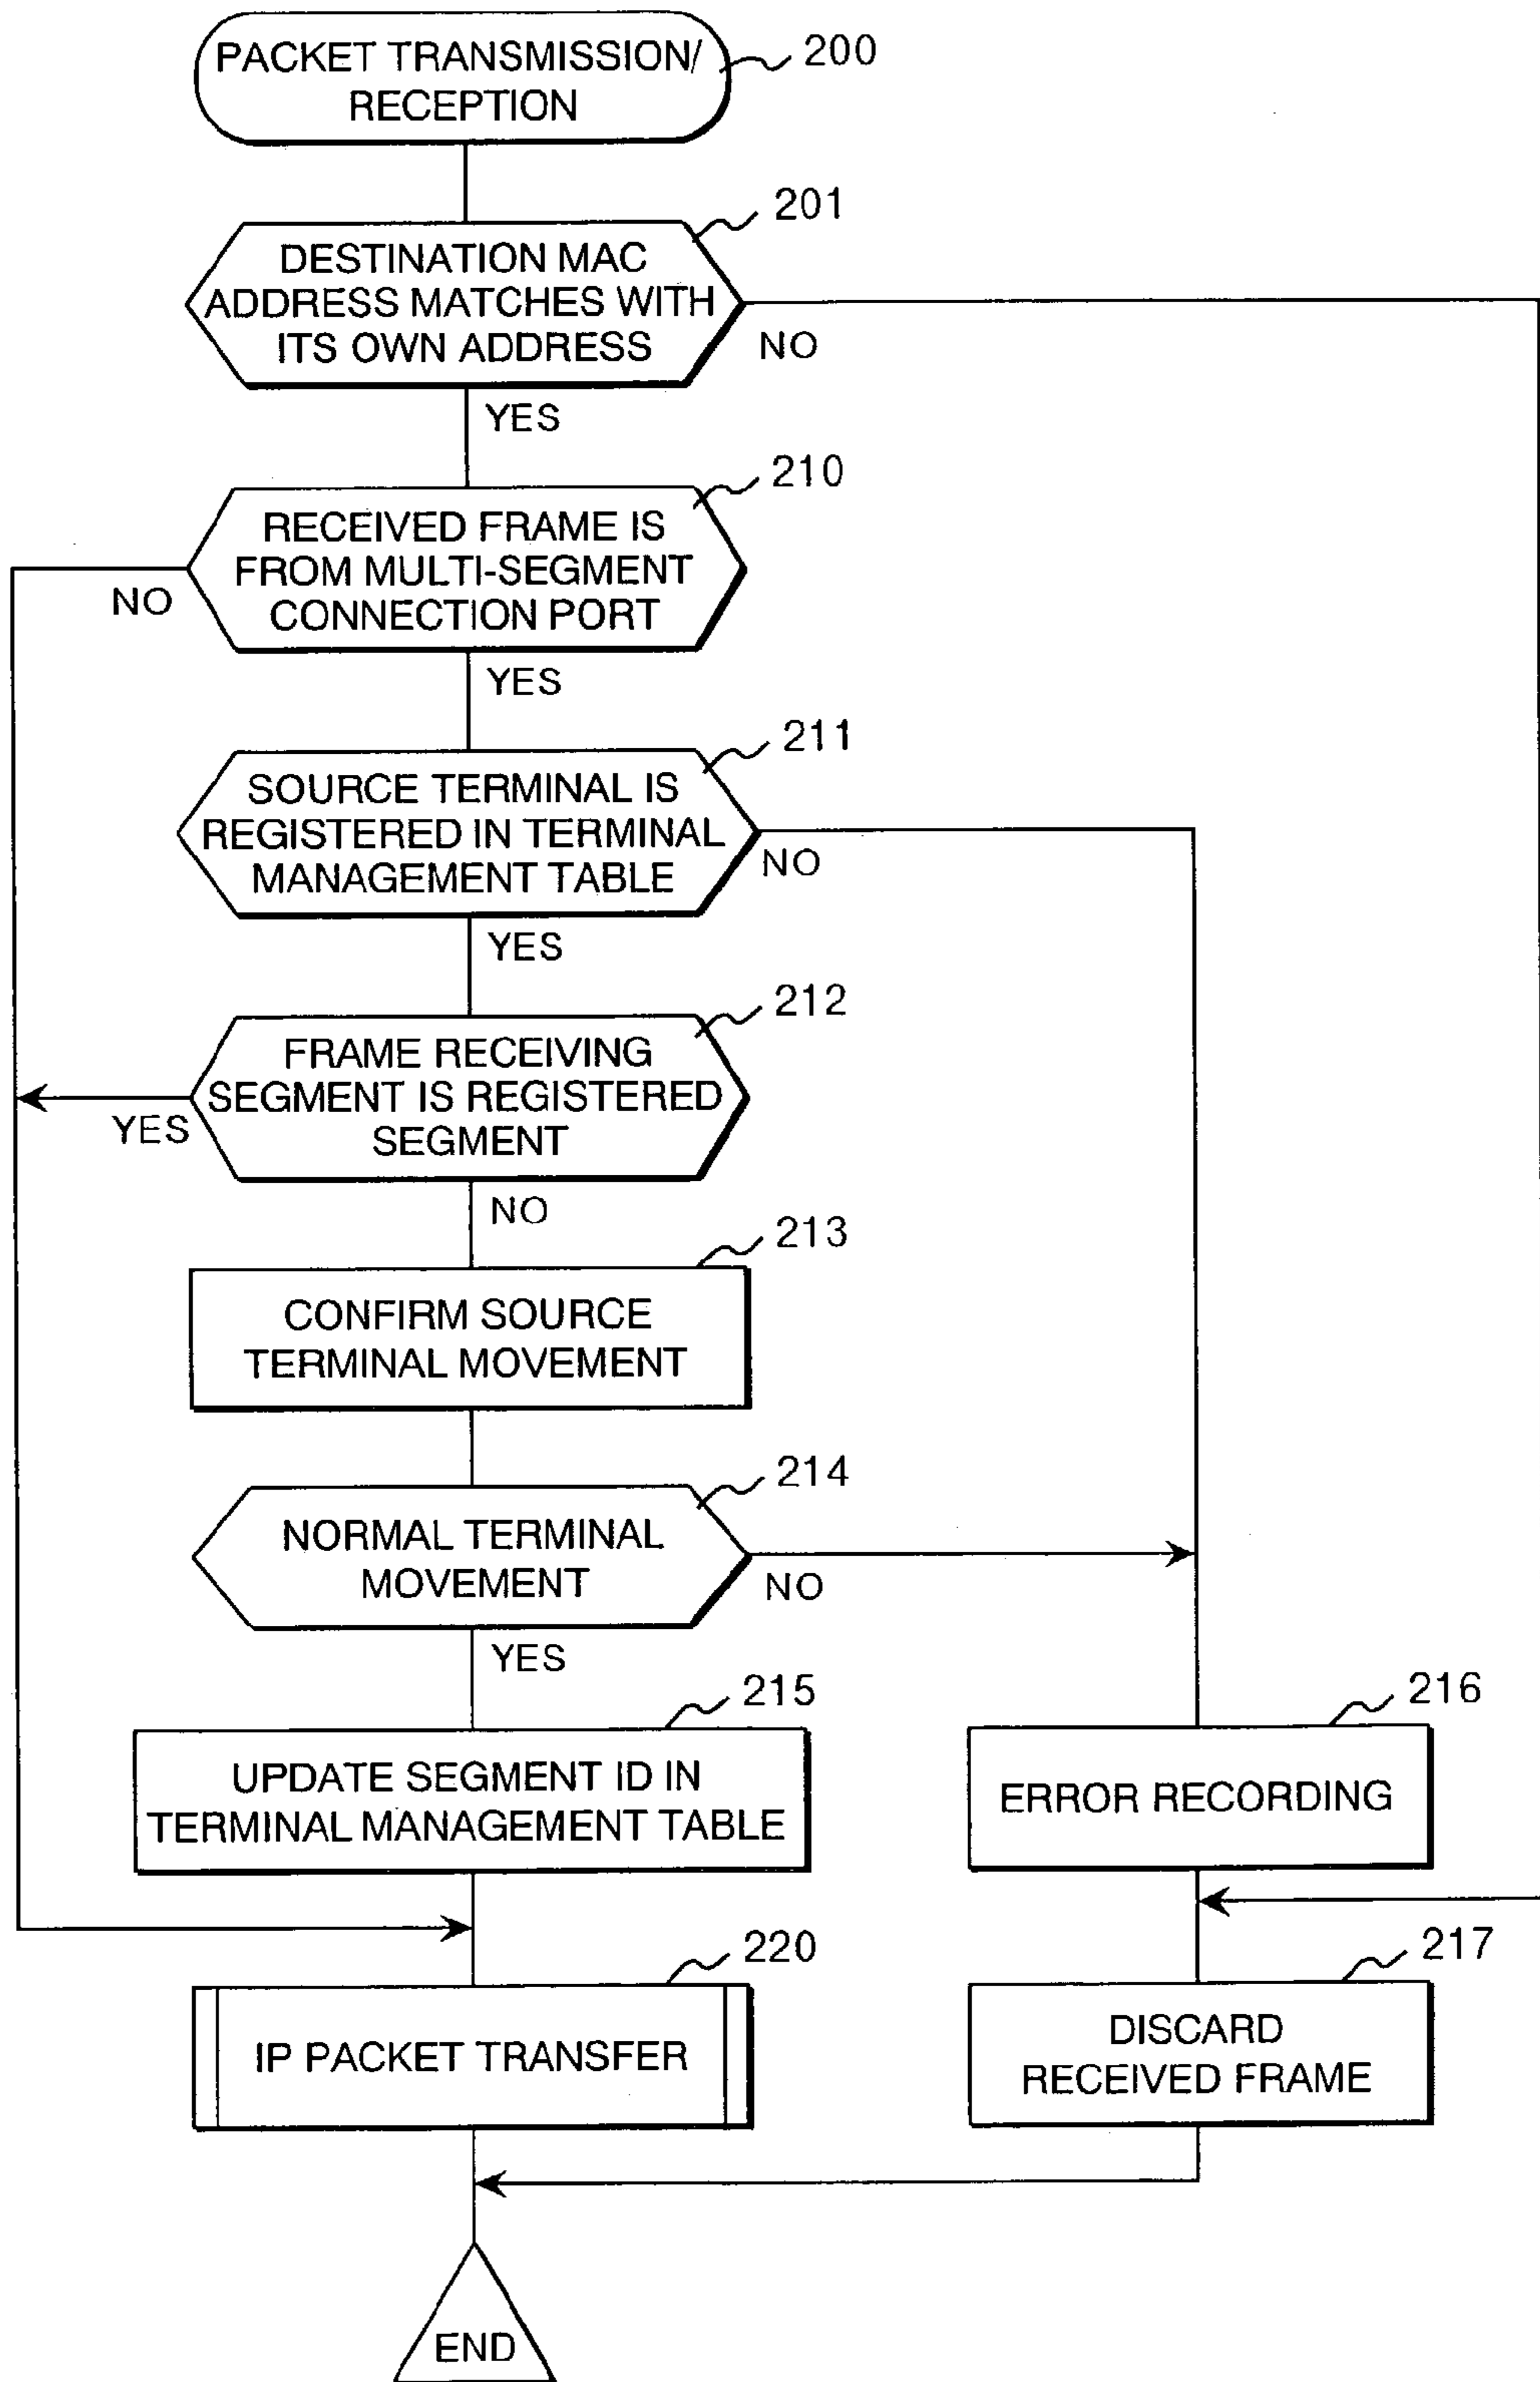 PACKET TRANSMISSION/
RECEPTION
200
201
DESTINATION MAC
ADDRESS MATCHES WITH
ITS OWN ADDRESS
NO
YES
210
RECEIVED FRAME IS
FROM MULTI-SEGMENT
CONNECTION PORT
NO
YES
211
SOURCE TERMINAL IS
REGISTERED IN TERMINAL
MANAGEMENT TABLE
NO
YES
212
FRAME RECEIVING
SEGMENT IS REGISTERED
SEGMENT
YES
NO
213
CONFIRM SOURCE
TERMINAL MOVEMENT
214
NORMAL TERMINAL
MOVEMENT
NO
YES
215
UPDATE SEGMENT ID IN
TERMINAL MANAGEMENT TABLE
216
ERROR RECORDING
220
IP PACKET TRANSFER
217
DISCARD
RECEIVED FRAME
END